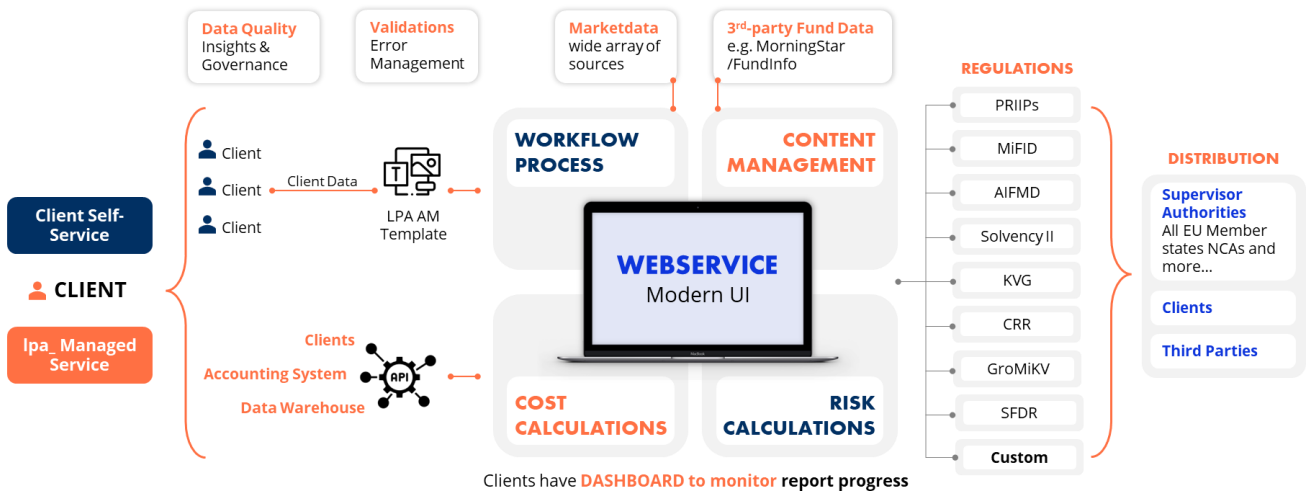 Data Quality
Insights &
Governance
Validations
Error
Management
Marketdata
wide array of
sources
3rd-party Fund Data
e.g. MorningStar
/FundInfo
Client Self-
Service
CLIENT
lpa_ Managed
Service
Client
Client
Client
Client Data
LPA AM
Template
Clients
Accounting System
Data Warehouse
API
WORKFLOW
PROCESS
CONTENT
MANAGEMENT
WEBSERVICE
Modern UI
MacBook
COST
CALCULATIONS
RISK
CALCULATIONS
Clients have DASHBOARD to monitor report progress
REGULATIONS
PRIIPs
MiFID
AIFMD
Solvency II
KVG
CRR
GroMiKV
SFDR
Custom
DISTRIBUTION
Supervisor
Authorities
All EU Member
states NCAs and
more...
Clients
Third Parties